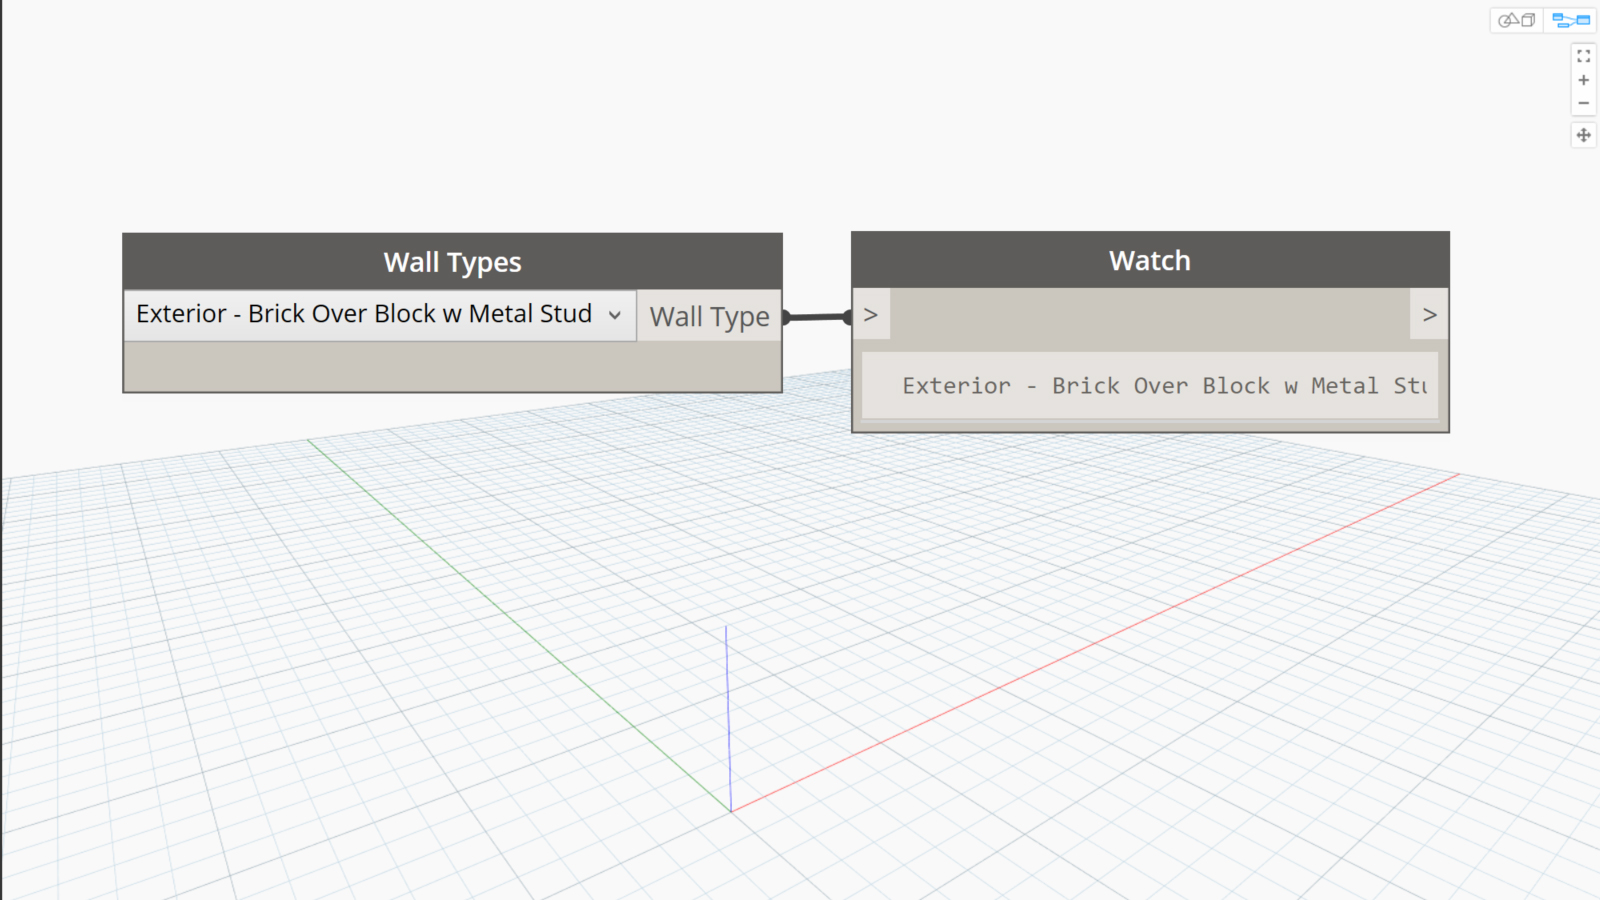 Wall Types
Exterior - Brick Over Block w Metal Stud
Wall Type
Watch
>
>
Exterior - Brick Over Block w Metal Stu